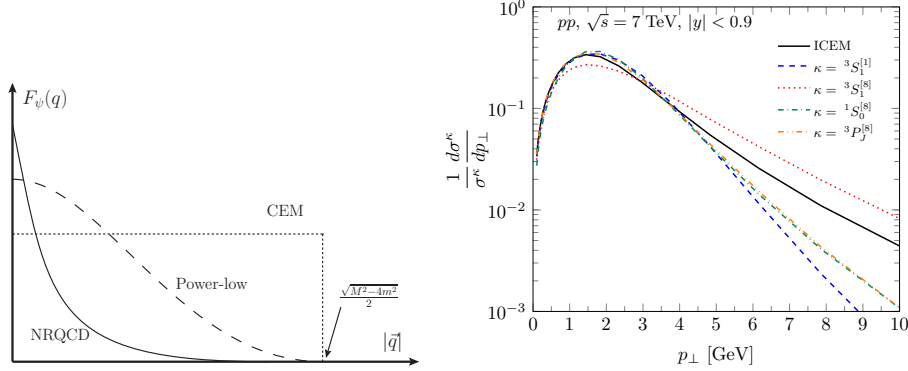 F_ψ(q)
CEM
Power-low
NRQCD
√(M²−4m²)/2
|q⃗|
pp, √s = 7 TeV, |y| < 0.9
ICEM
κ = ³S₁^[1]
κ = ³S₁^[8]
κ = ¹S₀^[8]
κ = ³P_J^[8]
1/σ^κ dσ^κ/dp_⊥
10⁰
10⁻¹
10⁻²
10⁻³
0 1 2 3 4 5 6 7 8 9 10
p_⊥ [GeV]